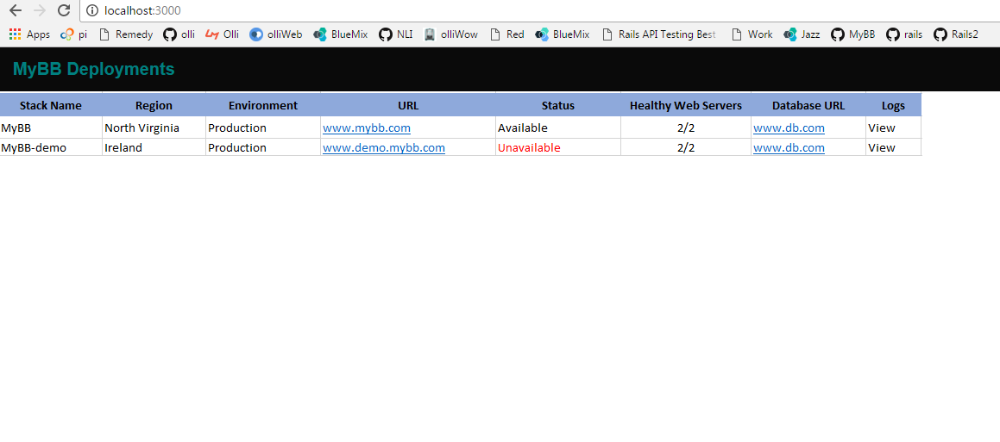 localhost:3000
Apps pi Remedy olli Olli olliWeb BlueMix NLI olliWow Red BlueMix Rails API Testing Best Work Jazz MyBB rails Rails2
MyBB Deployments
Stack Name Region Environment URL Status Healthy Web Servers Database URL Logs
MyBB North Virginia Production www.mybb.com Available 2/2 www.db.com View
MyBB-demo Ireland Production www.demo.mybb.com Unavailable 2/2 www.db.com View